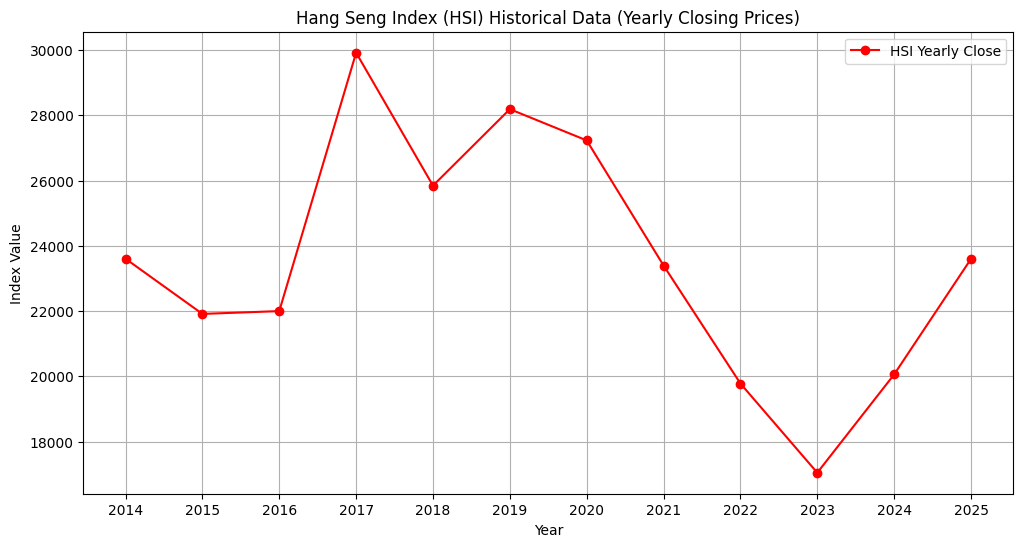 Hang Seng Index (HSI) Historical Data (Yearly Closing Prices)
HSI Yearly Close
30000
28000
26000
24000
22000
20000
18000
Index Value
2014 2015 2016 2017 2018 2019 2020 2021 2022 2023 2024 2025
Year